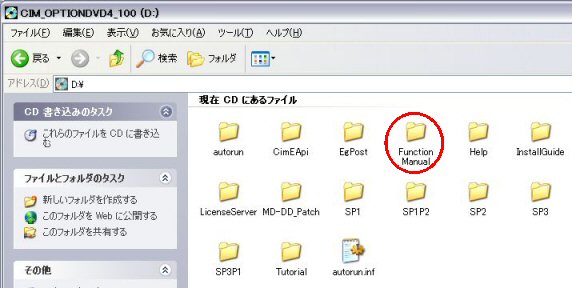 CIM_OPTIONDVD4_100 (D:)
ファイル(F) 編集(E) 表示(V) お気に入り(A) ツール(T) ヘルプ(H)
戻る 検索 フォルダ
アドレス(D) D:¥
CD 書き込みのタスク
これらのファイルを CD に書き込
む
ファイルとフォルダのタスク
新しいフォルダを作成する
このフォルダを Web に公開する
このフォルダを共有する
その他
現在 CD にあるファイル
autorun CimEApi EgPost Function Manual Help InstallGuide
LicenseServer MD-DD_Patch SP1 SP1P2 SP2 SP3
SP3P1 Tutorial autorun.inf